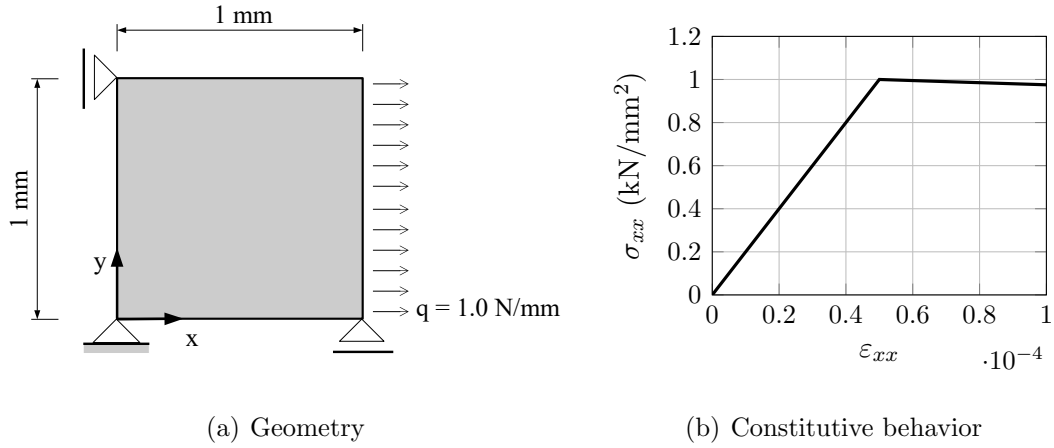 1 mm
1 mm
y
x
q = 1.0 N/mm
(a) Geometry
σxx (kN/mm²)
1.2
1
0.8
0.6
0.4
0.2
0
0 0.2 0.4 0.6 0.8 1
εxx
·10⁻⁴
(b) Constitutive behavior